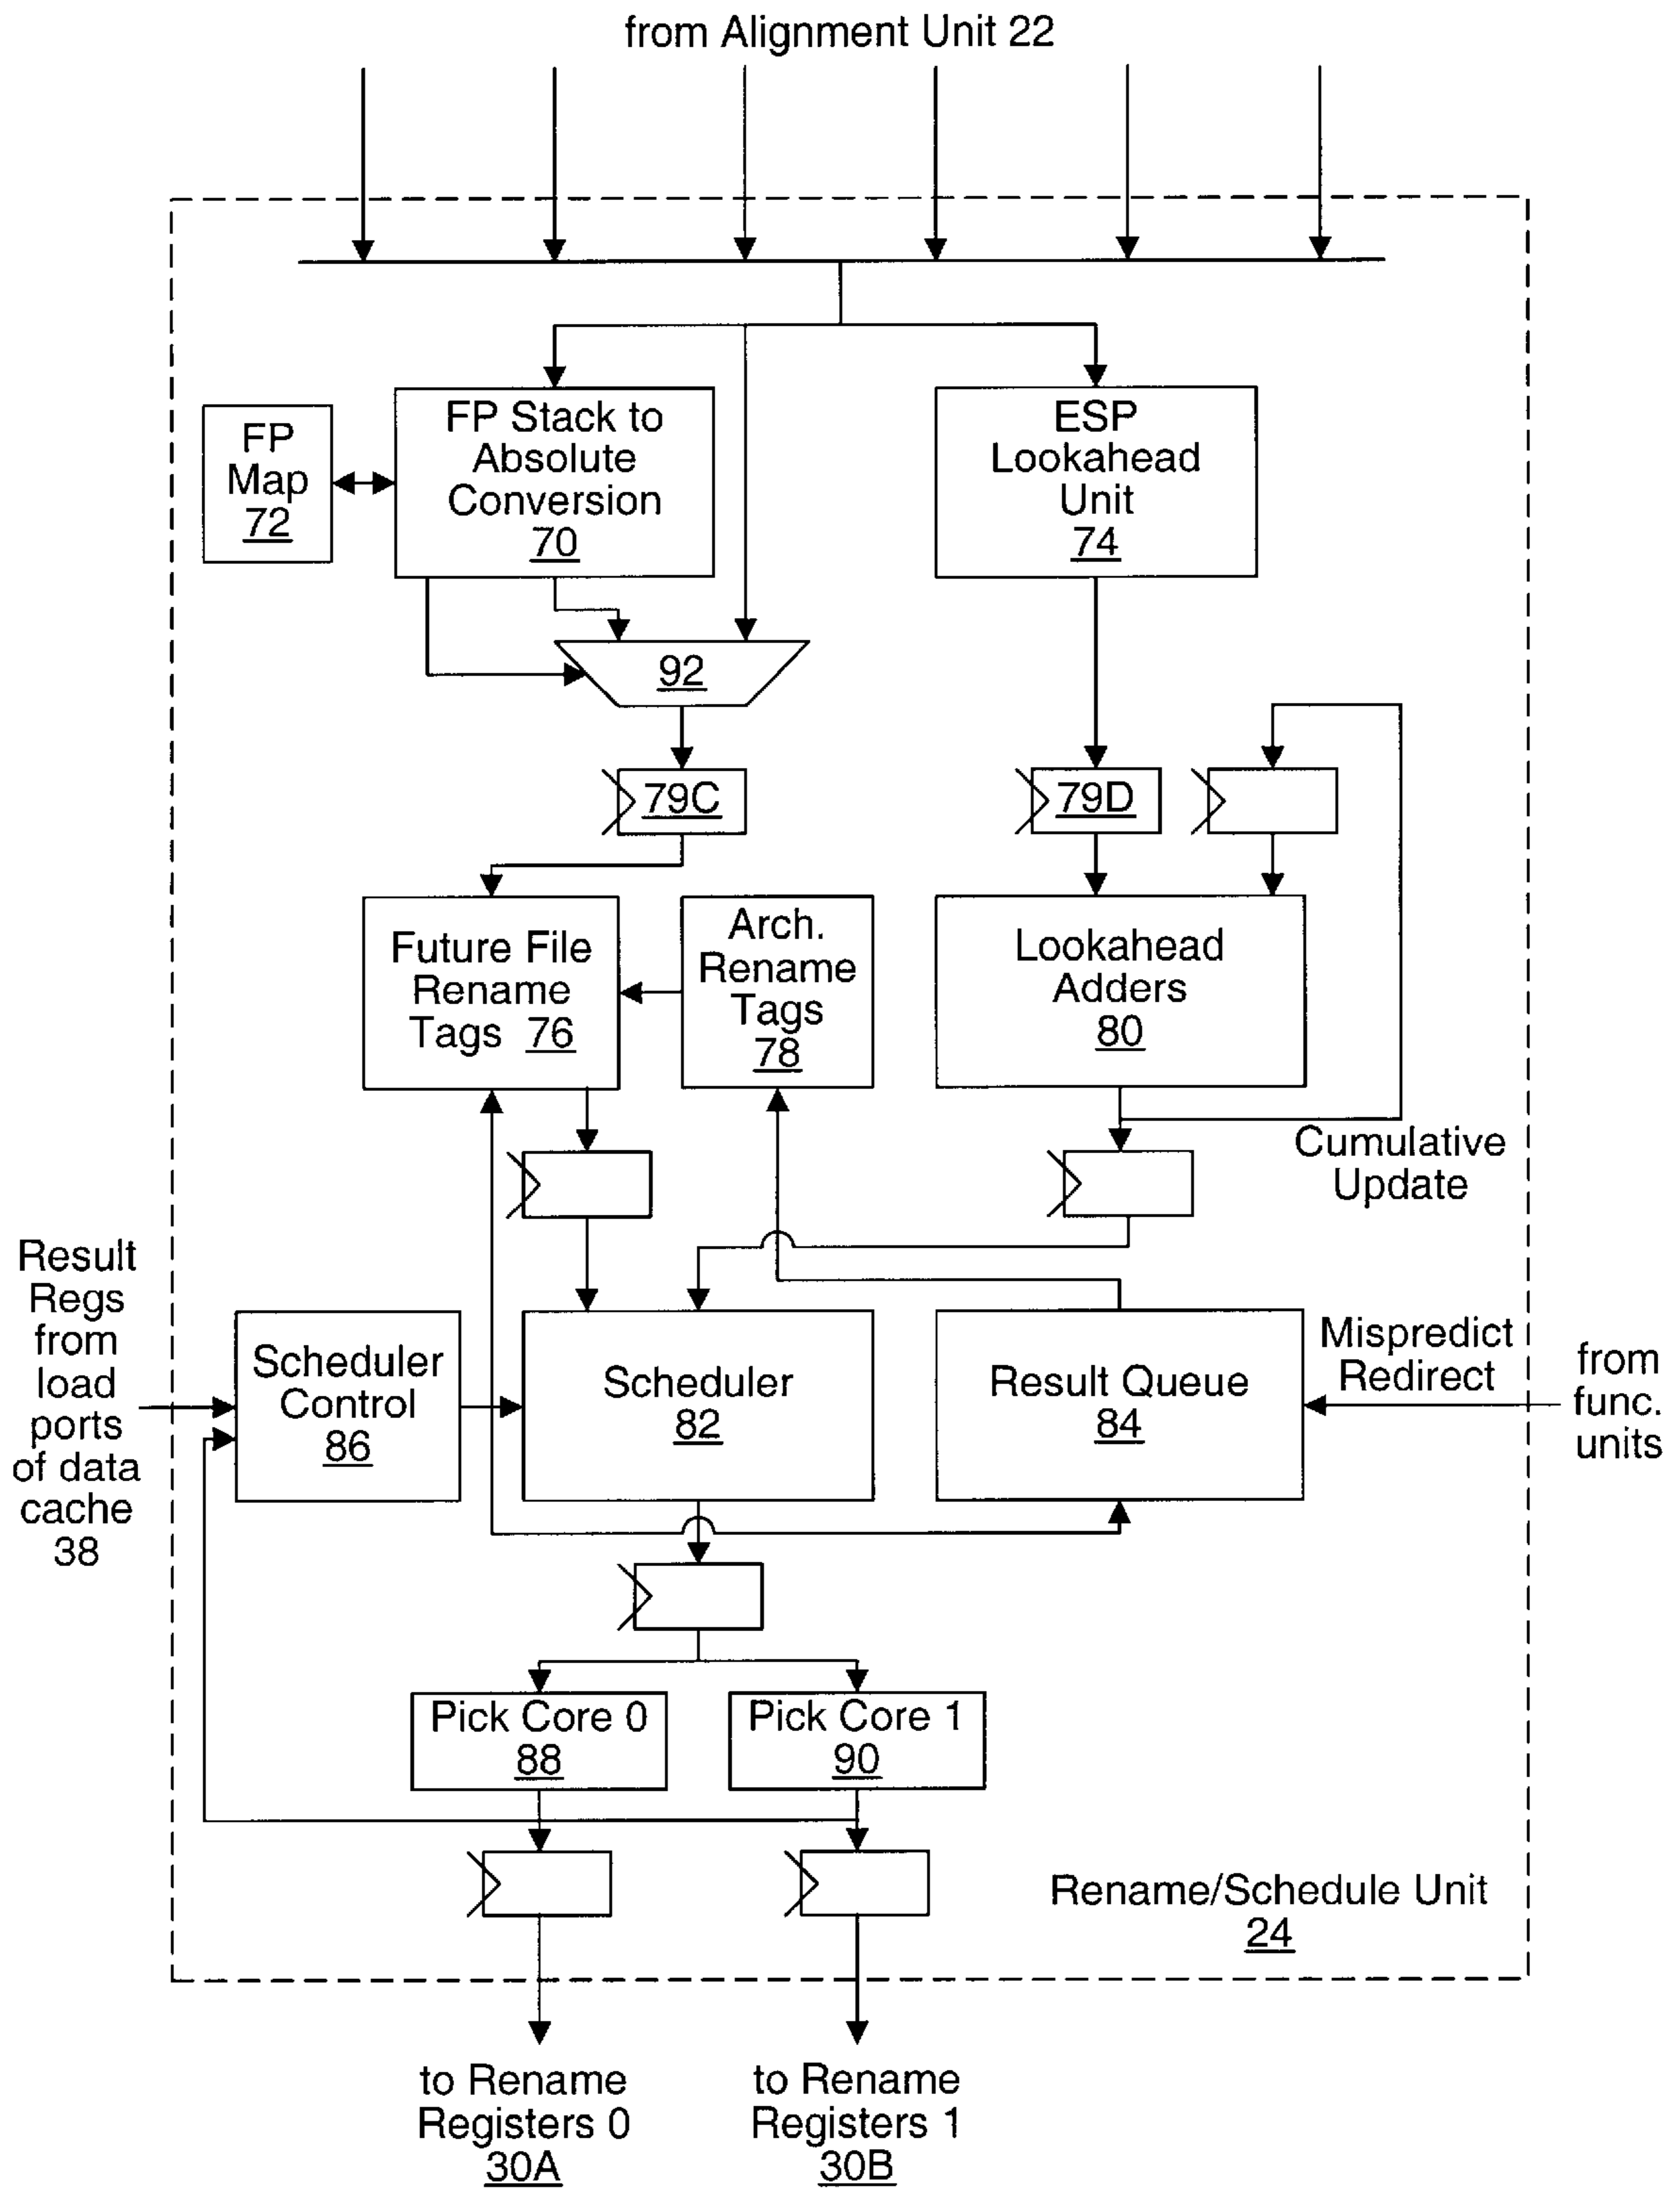 from Alignment Unit 22
FP
Map
72
FP Stack to
Absolute
Conversion
70
ESP
Lookahead
Unit
74
92
79C
79D
Future File
Rename
Tags 76
Arch.
Rename
Tags
78
Lookahead
Adders
80
Cumulative
Update
Result
Regs
from
load
ports
of data
cache
38
Scheduler
Control
86
Scheduler
82
Result Queue
84
Mispredict
Redirect
from
func.
units
Pick Core 0
88
Pick Core 1
90
Rename/Schedule Unit
24
to Rename
Registers 0
30A
to Rename
Registers 1
30B